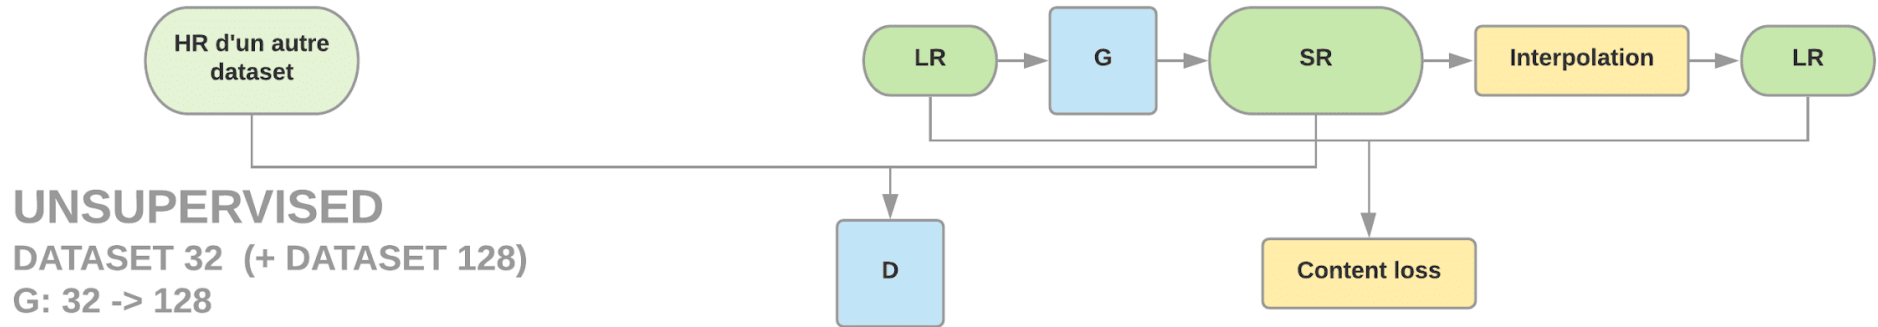 HR d'un autre
dataset
LR
G
SR
Interpolation
LR
UNSUPERVISED
DATASET 32 (+ DATASET 128)
G: 32 -> 128
D
Content loss